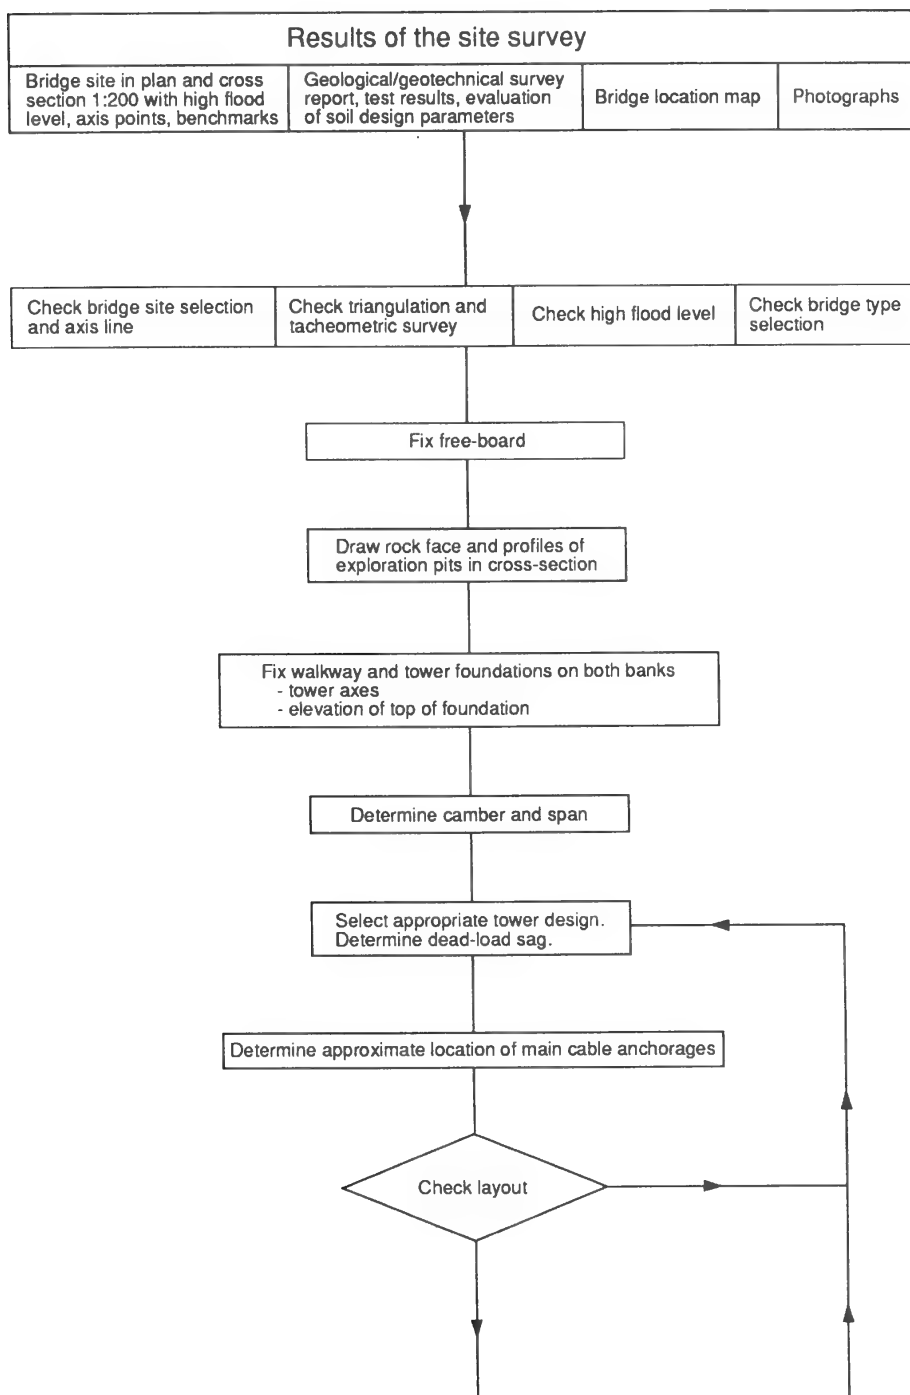 Results of the site survey
Bridge site in plan and cross
section 1:200 with high flood
level, axis points, benchmarks
Geological/geotechnical survey
report, test results, evaluation
of soil design parameters
Bridge location map
Photographs
Check bridge site selection
and axis line
Check triangulation and
tacheometric survey
Check high flood level
Check bridge type
selection
Fix free-board
Draw rock face and profiles of
exploration pits in cross-section
Fix walkway and tower foundations on both banks
- tower axes
- elevation of top of foundation
Determine camber and span
Select appropriate tower design.
Determine dead-load sag.
Determine approximate location of main cable anchorages
Check layout